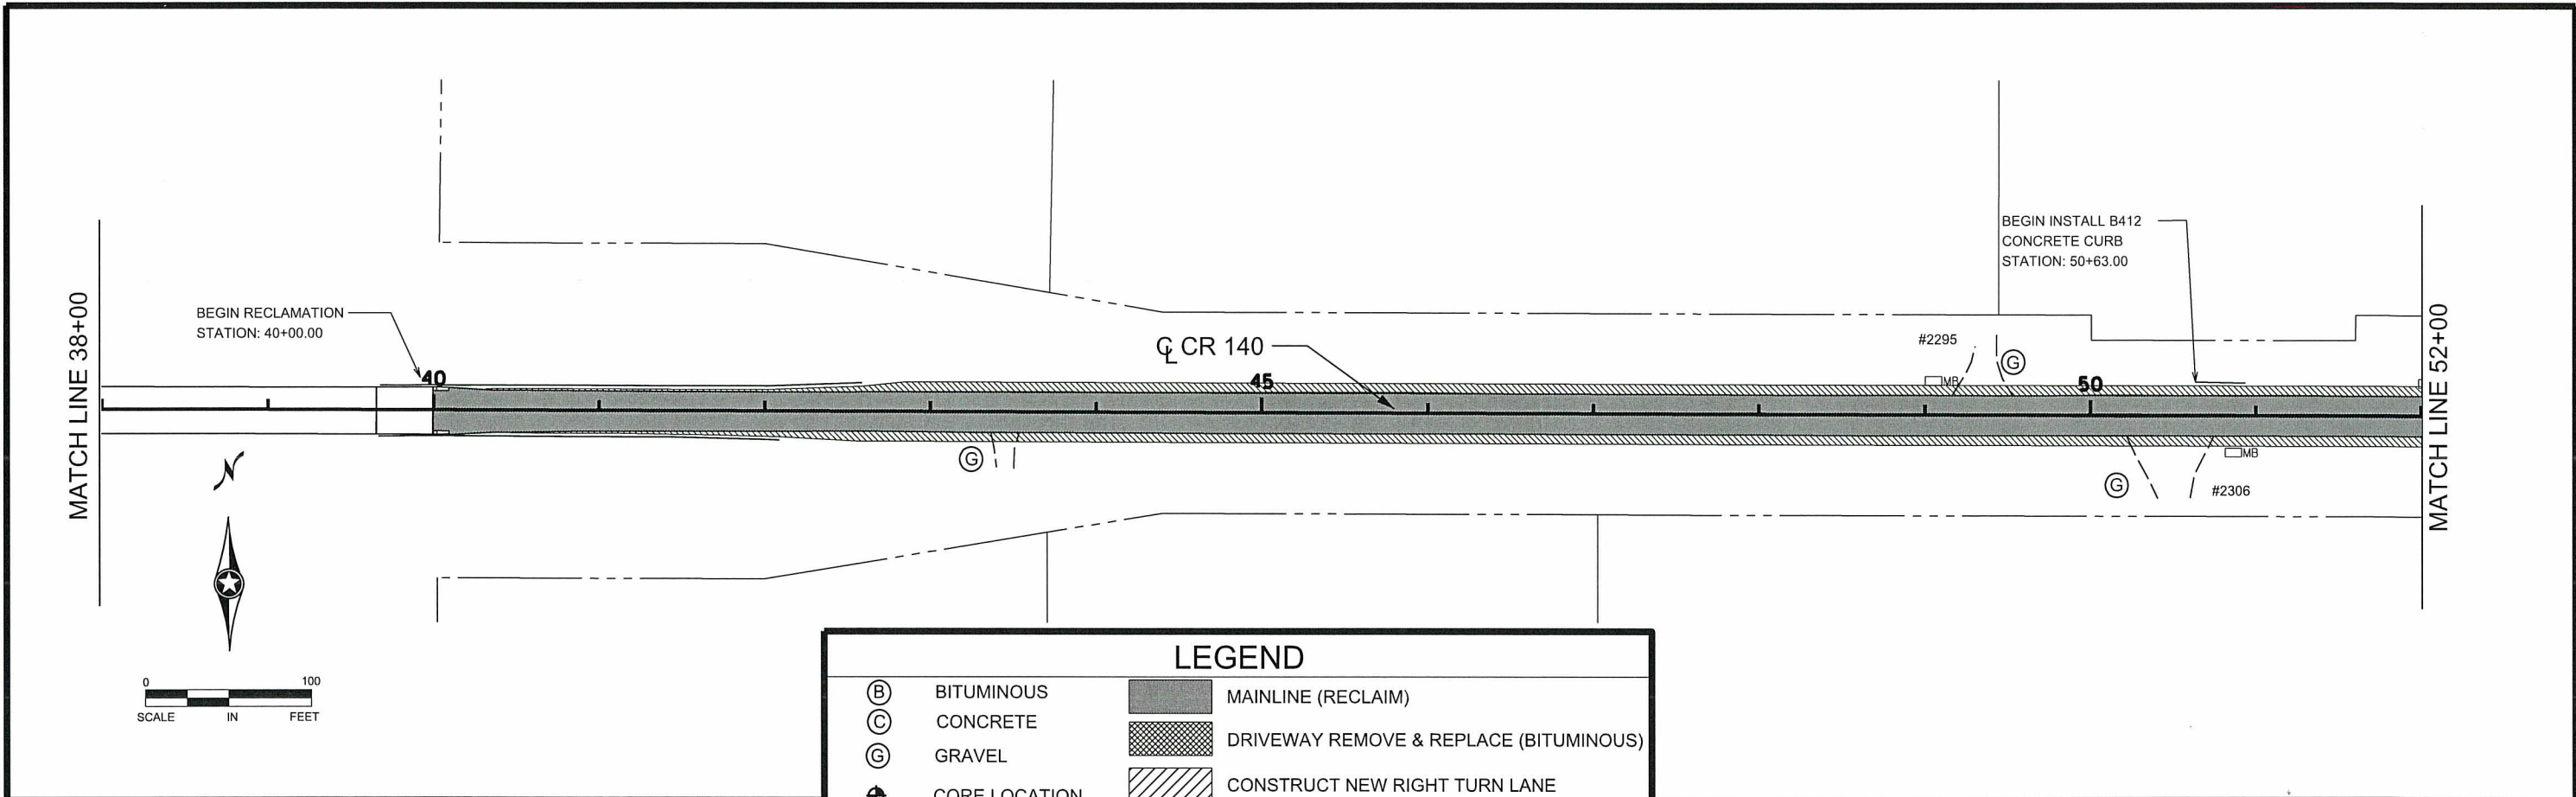 BEGIN INSTALL B412
CONCRETE CURB
STATION: 50+63.00
MATCH LINE 38+00
BEGIN RECLAMATION
STATION: 40+00.00
℄ CR 140
#2295
G
MB
MATCH LINE 52+00
40
45
50
G
G
MB
#2306
N
0 100
SCALE IN FEET
LEGEND
B BITUMINOUS
C CONCRETE
G GRAVEL
CORE LOCATION
MAINLINE (RECLAIM)
DRIVEWAY REMOVE & REPLACE (BITUMINOUS)
CONSTRUCT NEW RIGHT TURN LANE